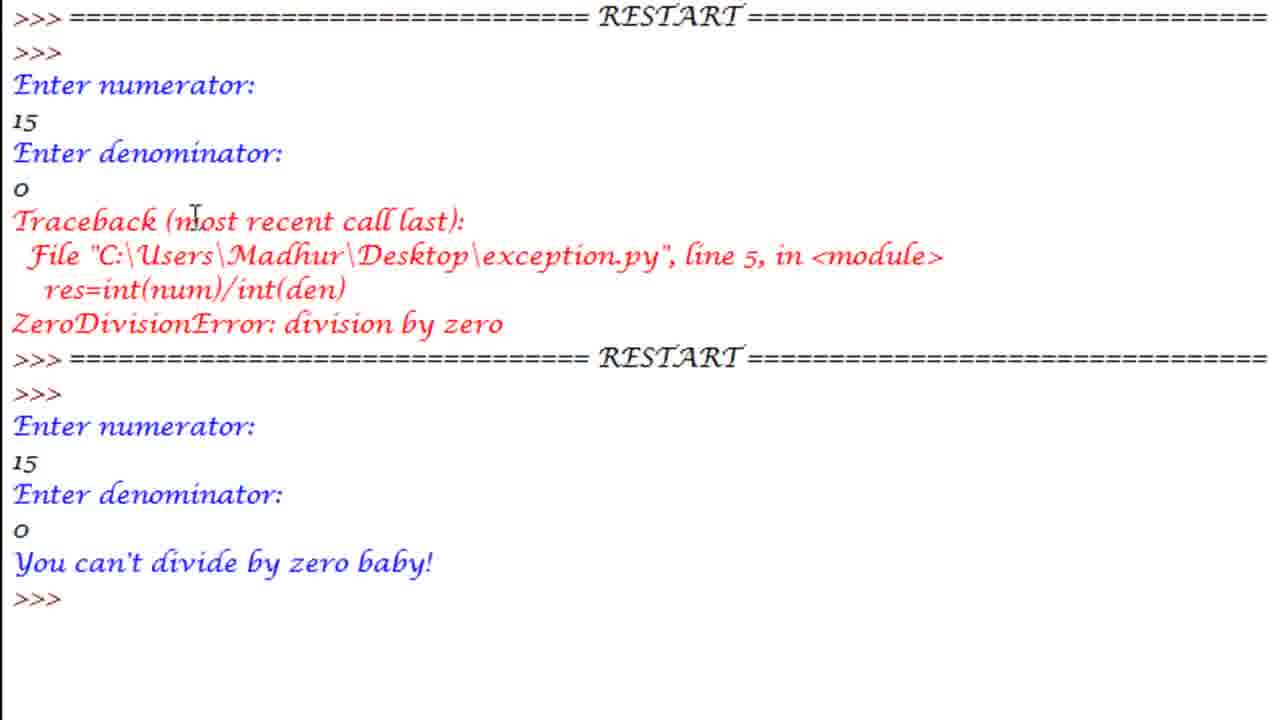 >>> ================================ RESTART ================================
>>>
Enter numerator:
15
Enter denominator:
0
Traceback (most recent call last):
  File "C:\Users\Madhur\Desktop\exception.py", line 5, in <module>
    res=int(num)/int(den)
ZeroDivisionError: division by zero
>>> ================================ RESTART ================================
>>>
Enter numerator:
15
Enter denominator:
0
You can't divide by zero baby!
>>>